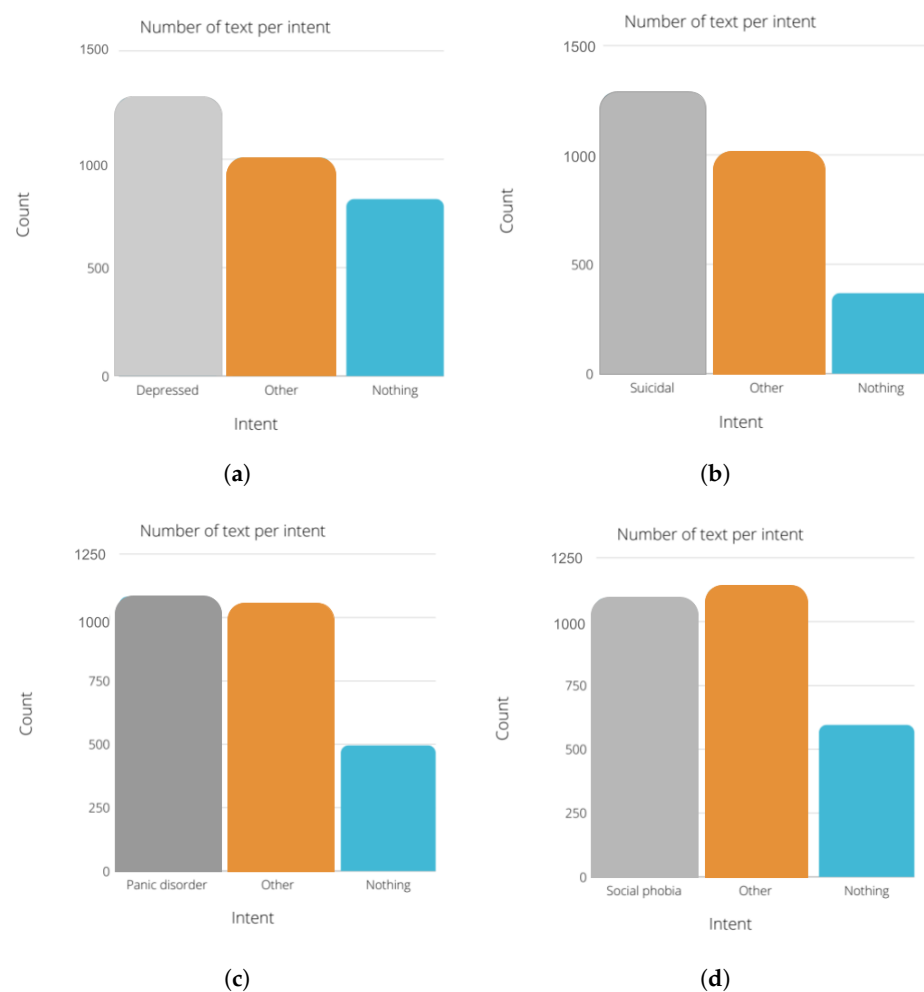 Number of text per intent
1500
1000
500
0
Count
Depressed Other Nothing
Intent
(a)
Number of text per intent
1500
1000
500
0
Count
Suicidal Other Nothing
Intent
(b)
Number of text per intent
1250
1000
750
500
250
0
Count
Panic disorder Other Nothing
Intent
(c)
Number of text per intent
1250
1000
750
500
250
0
Count
Social phobia Other Nothing
Intent
(d)